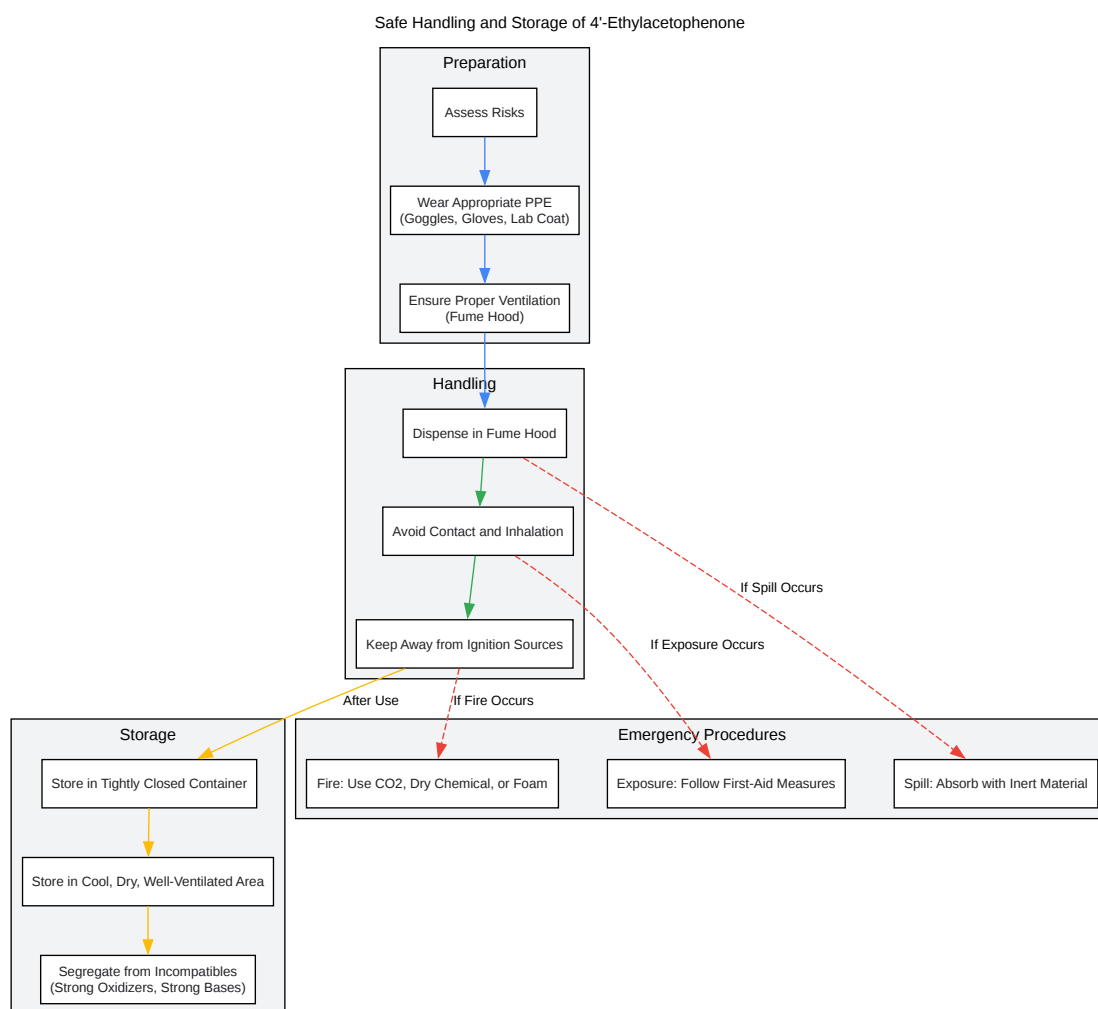 Safe Handling and Storage of 4'-Ethylacetophenone
Preparation
Assess Risks
Wear Appropriate PPE
(Goggles, Gloves, Lab Coat)
Ensure Proper Ventilation
(Fume Hood)
Handling
Dispense in Fume Hood
Avoid Contact and Inhalation
If Spill Occurs
Keep Away from Ignition Sources
If Exposure Occurs
After Use
If Fire Occurs
Storage
Emergency Procedures
Store in Tightly Closed Container
Fire: Use CO2, Dry Chemical, or Foam
Exposure: Follow First-Aid Measures
Spill: Absorb with Inert Material
Store in Cool, Dry, Well-Ventilated Area
Segregate from Incompatibles
(Strong Oxidizers, Strong Bases)